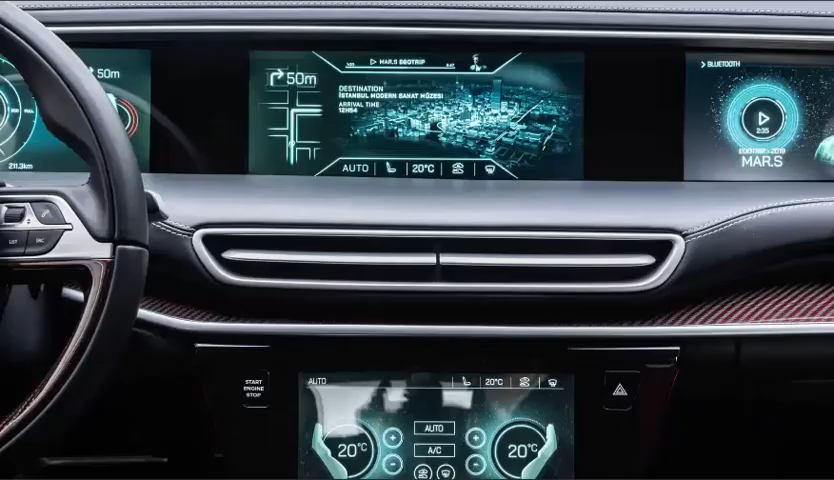 50m
211.3km
MAR.S EGOTRIP
50m
DESTINATION
İSTANBUL MODERN SANAT MÜZESİ
ARRIVAL TIME
12H54
AUTO 20°C
> BLUETOOTH
2:35
EGOTRIP > 2019
MAR.S
START
ENGINE
STOP
AUTO 20°C
AUTO
20°C A/C 20°C